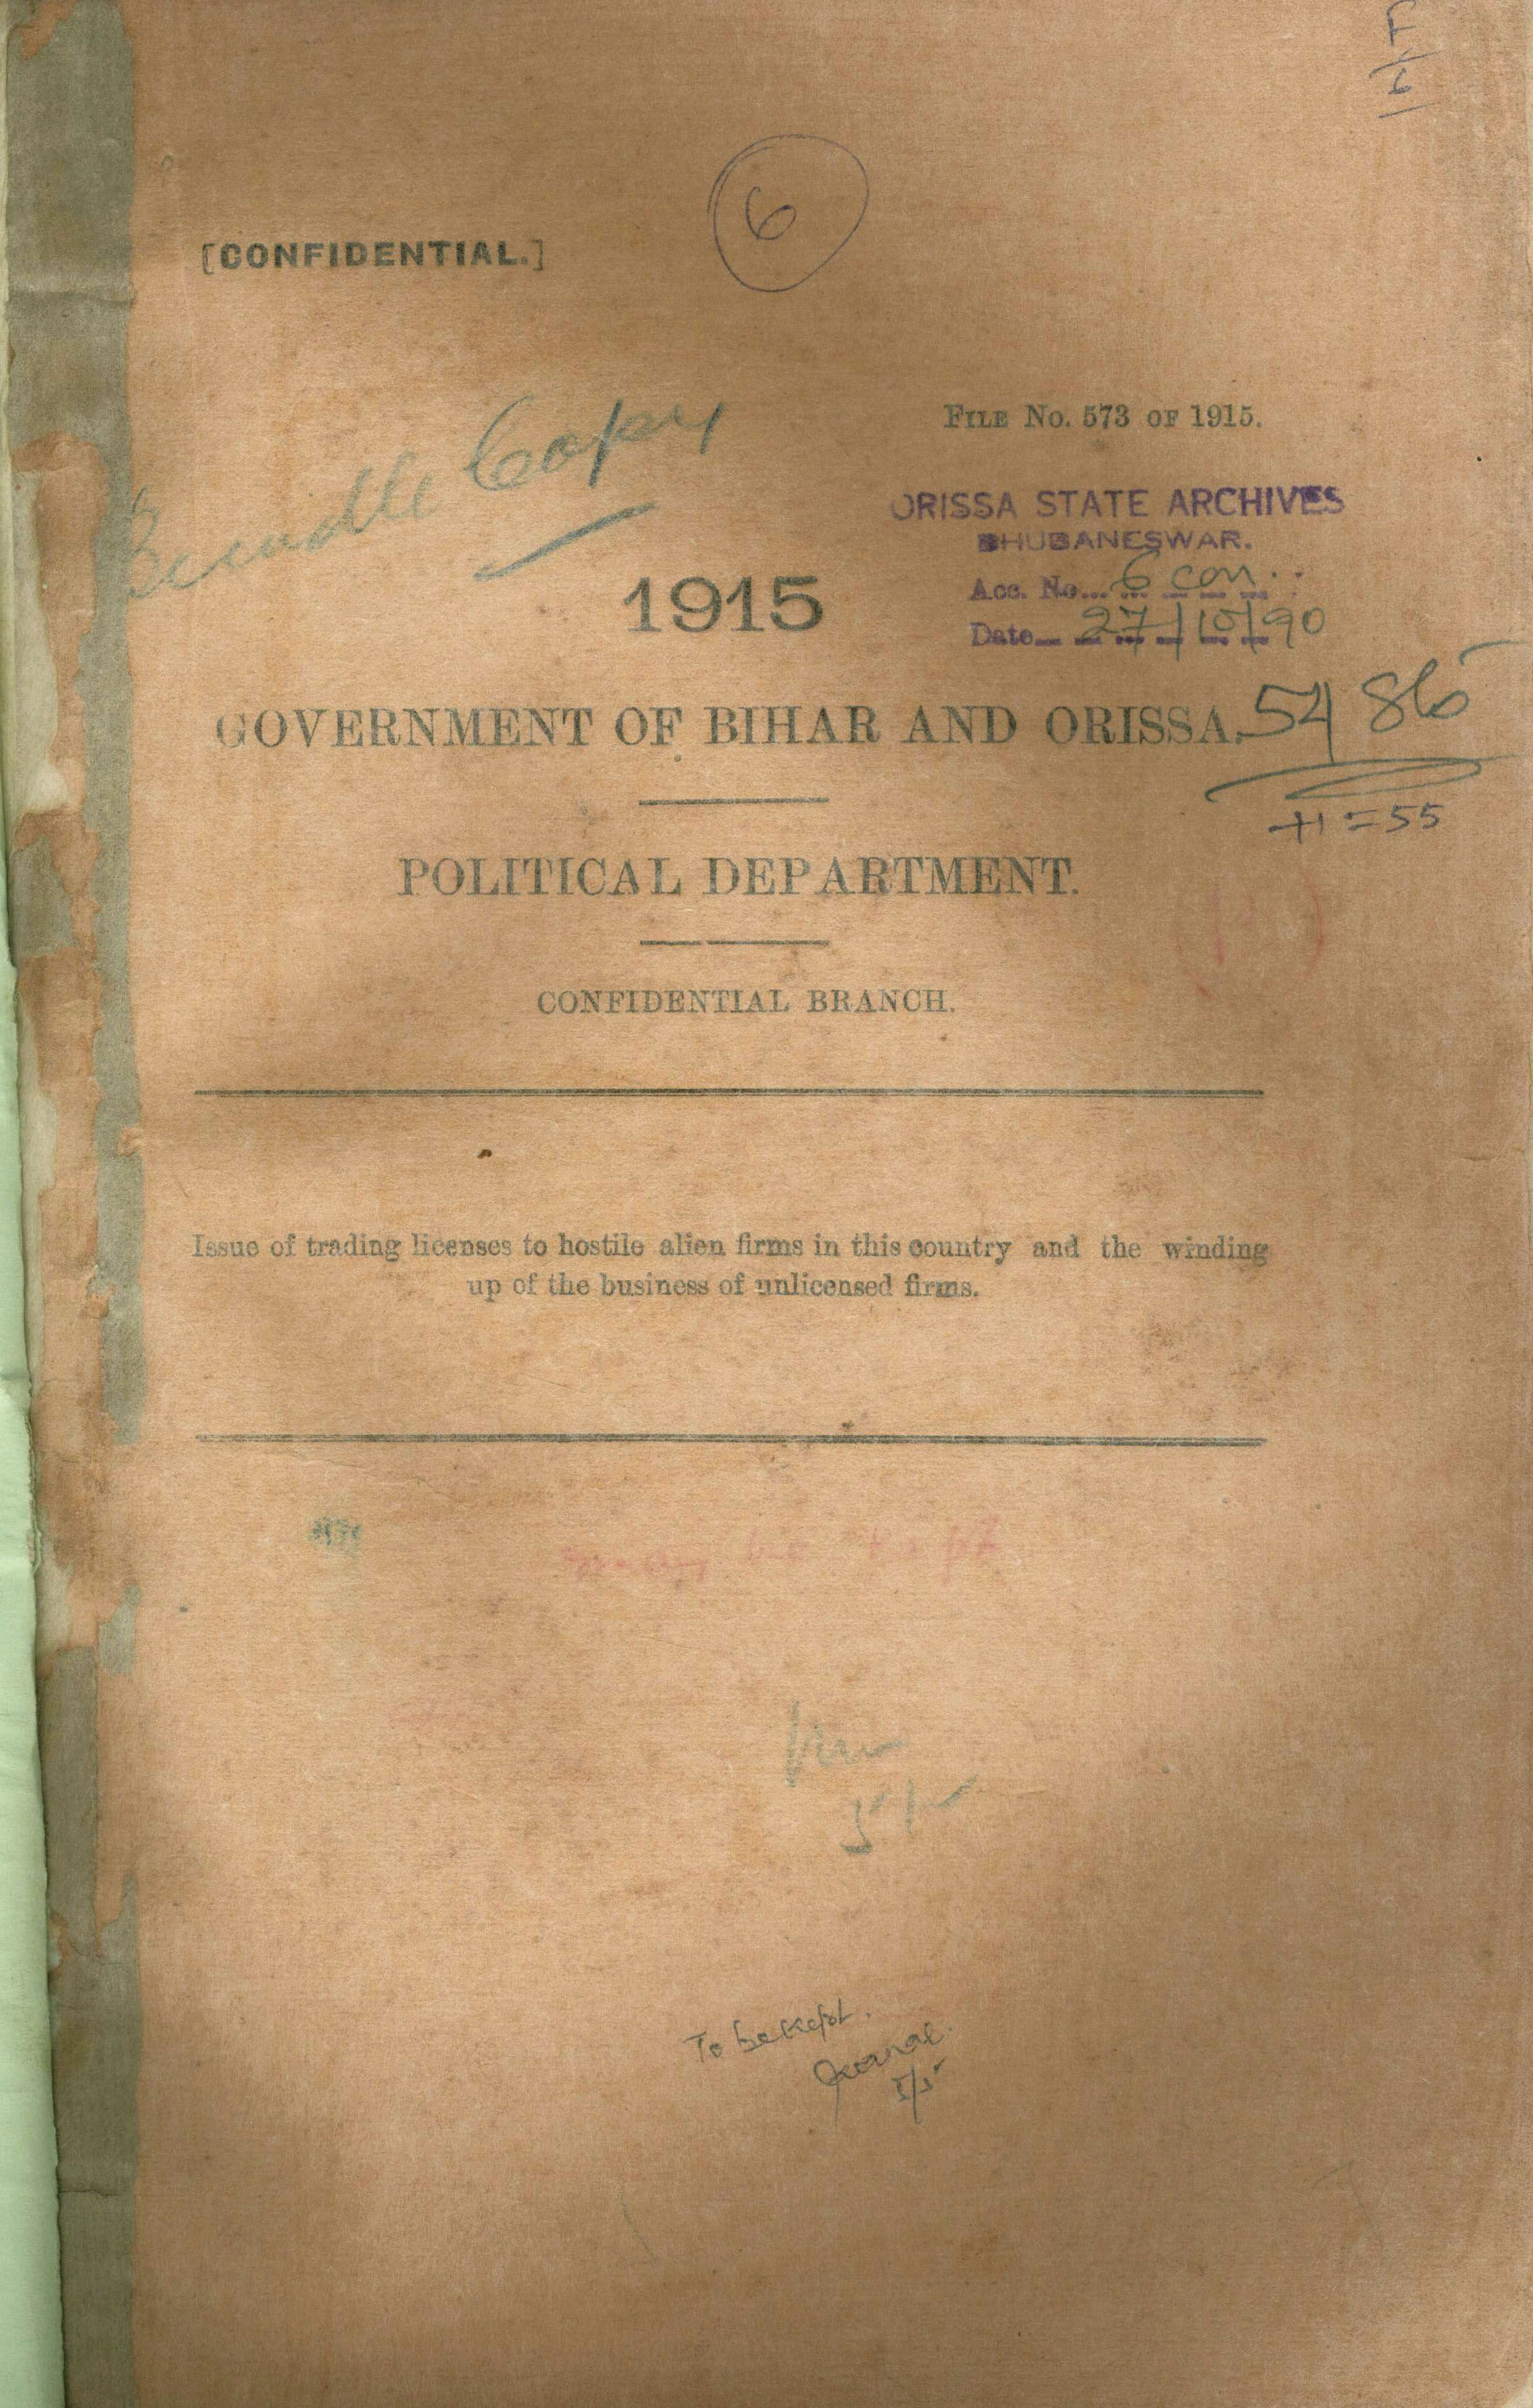 6
[CONFIDENTIAL.]
Copy
FILE No. 573 OF 1915.
ORISSA STATE ARCHIVES
BHUBANESWAR.
Acc. No. 6 con.
Date 27/10/90
1915
GOVERNMENT OF BIHAR AND ORISSA.
54
+1=55
POLITICAL DEPARTMENT.
CONFIDENTIAL BRANCH.
Issue of trading licenses to hostile alien firms in this country and the winding
up of the business of unlicensed firms.
To be kept.
5/5